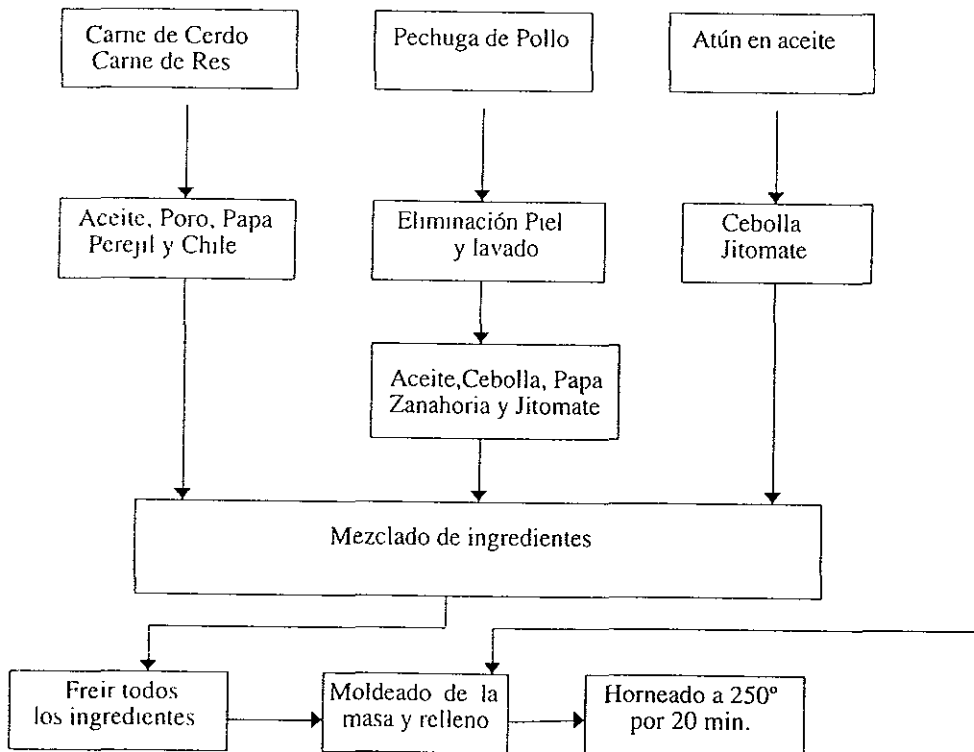 Carne de Cerdo
Carne de Res
Pechuga de Pollo
Atún en aceite
Aceite, Poro, Papa
Perejil y Chile
Eliminación Piel
y lavado
Cebolla
Jitomate
Aceite,Cebolla, Papa
Zanahoria y Jitomate
Mezclado de ingredientes
Freir todos
los ingredientes
Moldeado de la
masa y relleno
Horneado a 250º
por 20 min.